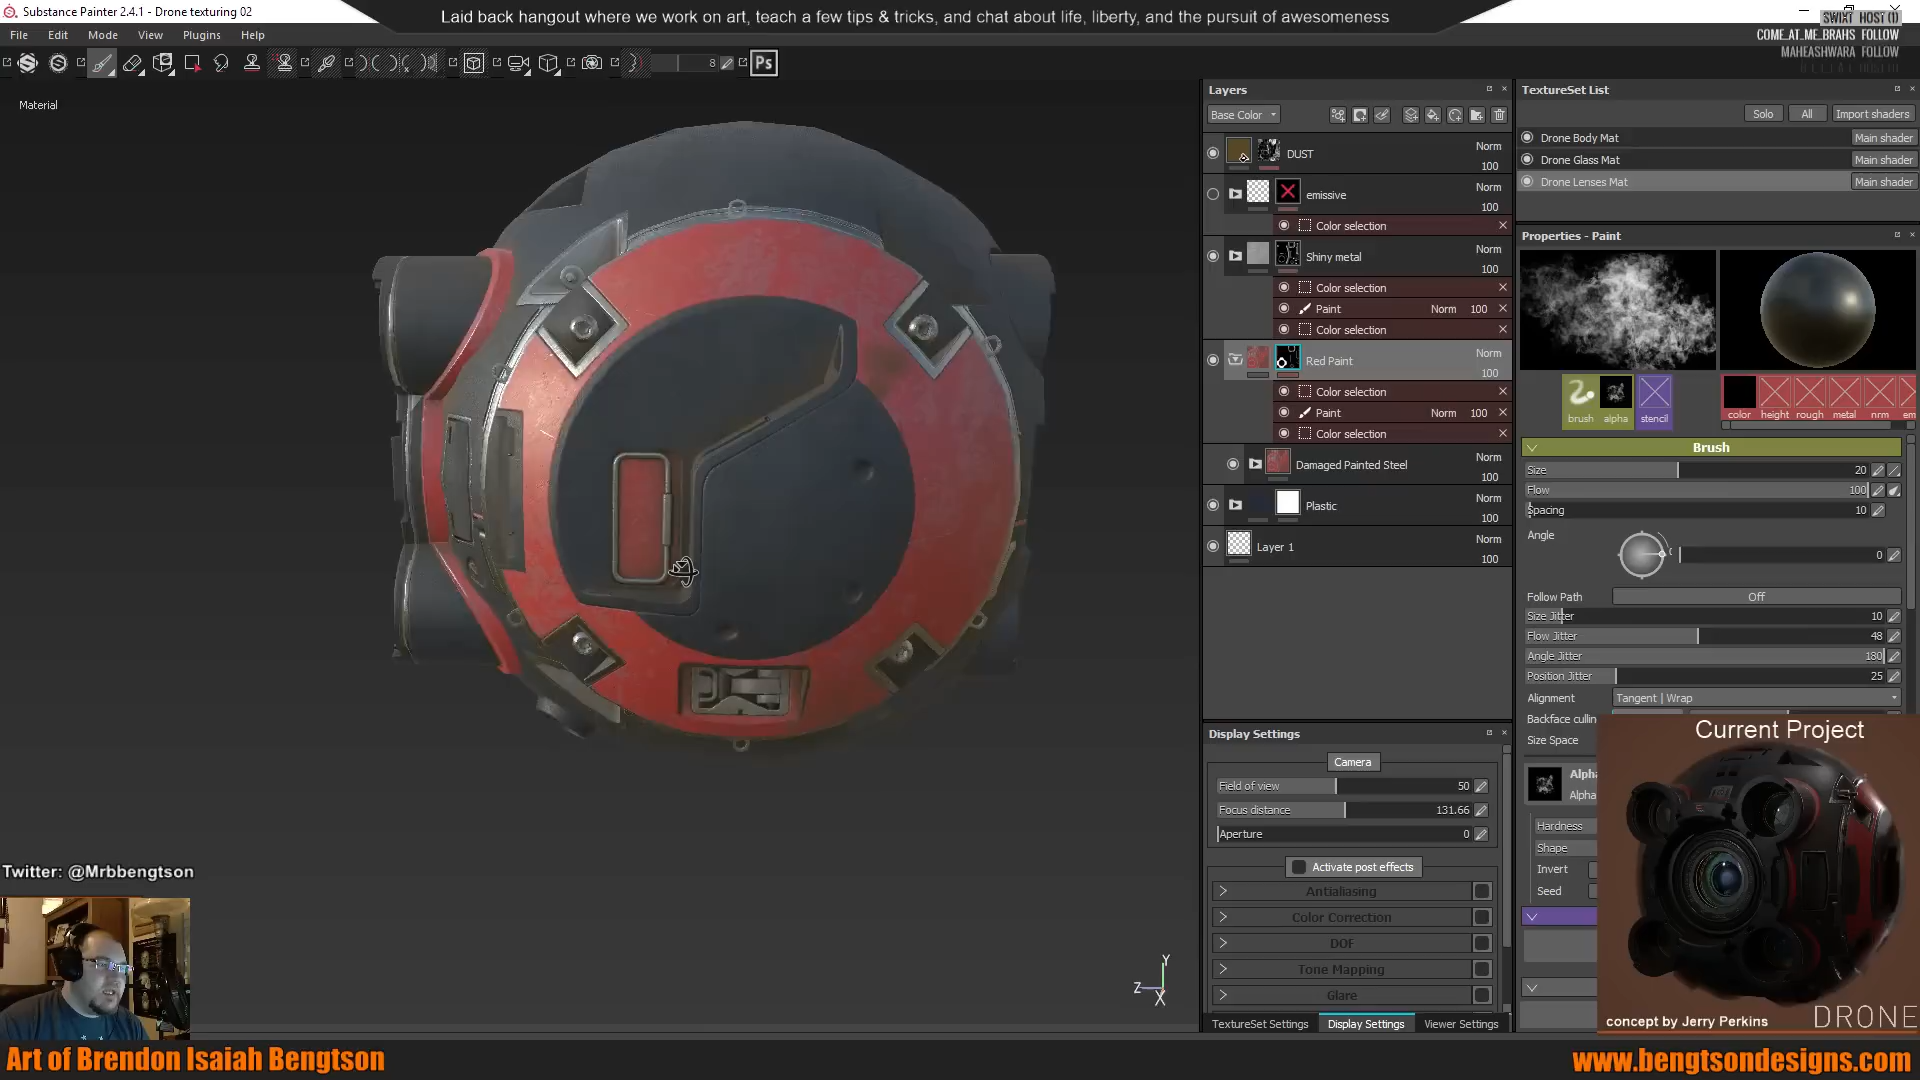 Substance Painter 2.4.1 - Drone texturing 02
Laid back hangout where we work on art, teach a few tips & tricks, and chat about life, liberty, and the pursuit of awesomeness
SW1XT HOST (1)
COME_AT_ME_BRAHS FOLLOW
MAHEASHWARA FOLLOW
File Edit Mode View Plugins Help
8
Ps
Material
Layers
Base Color
DUST Norm 100
emissive Norm 100
Color selection
Shiny metal Norm 100
Color selection
Paint Norm 100
Color selection
Red Paint Norm 100
Color selection
Paint Norm 100
Color selection
Damaged Painted Steel Norm 100
Plastic Norm 100
Layer 1 Norm 100
Display Settings
Camera
Field of view 50
Focus distance 131.66
Aperture 0
Activate post effects
Antialiasing
Color Correction
DOF
Tone Mapping
Glare
TextureSet Settings Display Settings Viewer Settings
TextureSet List
Solo All Import shaders
Drone Body Mat Main shader
Drone Glass Mat Main shader
Drone Lenses Mat Main shader
Properties - Paint
brush alpha stencil color height rough metal nrm em
Brush
Size 20
Flow 100
Spacing 10
Angle 0
Follow Path Off
Size Jitter 10
Flow Jitter 48
Angle Jitter 180
Position Jitter 25
Alignment Tangent | Wrap
Backface cullin
Size Space
Alpha
Alpha
Hardness
Shape
Invert
Seed
Current Project
concept by Jerry Perkins DRONE
Y
Z
X
Twitter: @Mrbbengtson
Art of Brendon Isaiah Bengtson
www.bengtsondesigns.com